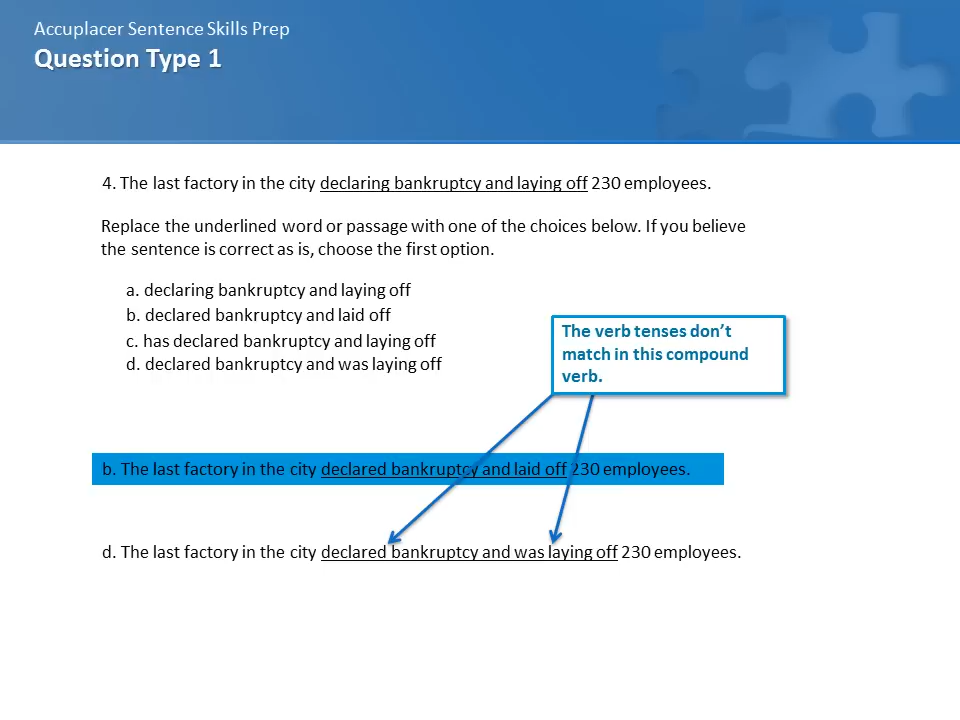 Accuplacer Sentence Skills Prep
Question Type 1
4. The last factory in the city declaring bankruptcy and laying off 230 employees.
Replace the underlined word or passage with one of the choices below. If you believe
the sentence is correct as is, choose the first option.
a. declaring bankruptcy and laying off
b. declared bankruptcy and laid off
c. has declared bankruptcy and laying off
d. declared bankruptcy and was laying off
The verb tenses don’t
match in this compound
verb.
b. The last factory in the city declared bankruptcy and laid off 230 employees.
d. The last factory in the city declared bankruptcy and was laying off 230 employees.